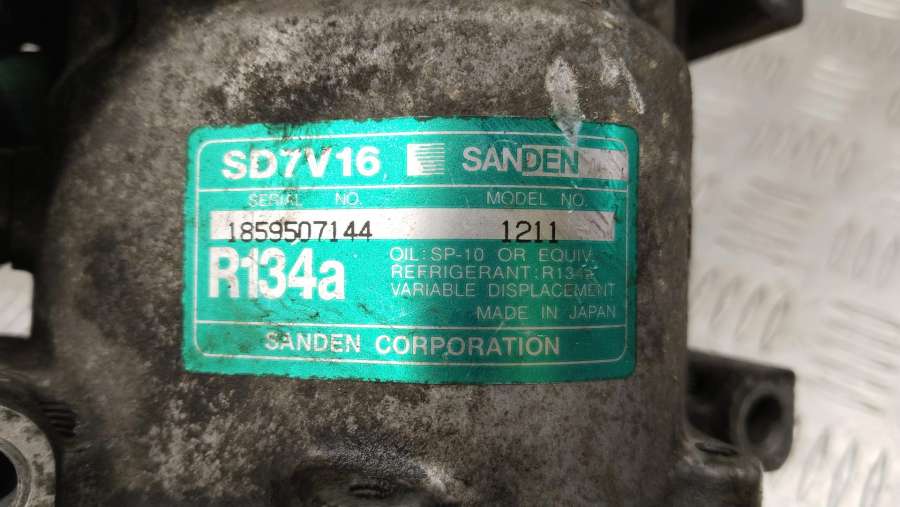 SD7V16 SANDEN
SERIAL NO. MODEL NO.
1859507144 1211
R134a
OIL: SP-10 OR EQUIV.
REFRIGERANT: R134a
VARIABLE DISPLACEMENT
MADE IN JAPAN
SANDEN CORPORATION